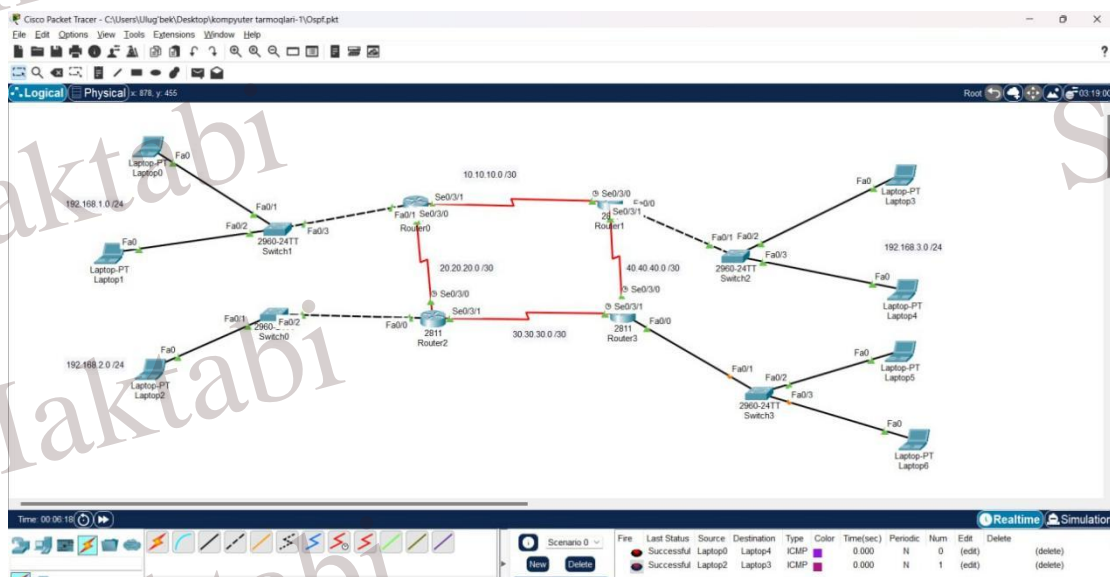 Cisco Packet Tracer - C:\Users\Ulug'bek\Desktop\kompyuter tarmoqlari-1\Ospf.pkt
File Edit Options View Tools Extensions Window Help
?
Logical Physical x: 878, y: 455 Root 03:19:00
aktabi
S
Fa0
Laptop-PT
Laptop0
192.168.1.0 /24
Fa0/1
Fa0/2
Fa0/3
2960-24TT
Switch1
Fa0
Laptop-PT
Laptop1
10.10.10.0 /30
Se0/3/1
Fa0/1 Se0/3/0
Router0
Se0/3/0
Fa0/0
Se0/3/1
Router1
Fa0
Laptop-PT
Laptop3
Fa0/1 Fa0/2
Fa0/3
2960-24TT
Switch2
192.168.3.0 /24
Fa0
Laptop-PT
Laptop4
20.20.20.0 /30
40.40.40.0 /30
Se0/3/0
Se0/3/0
Fa0/1
Fa0/2
Switch0
Fa0/0
Se0/3/1
2811
Router2
30.30.30.0 /30
Se0/3/1
Fa0/0
2811
Router3
192.168.2.0 /24
Fa0
Laptop-PT
Laptop2
Maktabi
Fa0/1
Fa0/2
Fa0/3
2960-24TT
Switch3
Fa0
Laptop-PT
Laptop5
Fa0
Laptop-PT
Laptop6
Time: 00:06:18 Realtime Simulation
Scenario 0
New Delete
Fire Last Status Source Destination Type Color Time(sec) Periodic Num Edit Delete
Successful Laptop0 Laptop4 ICMP 0.000 N 0 (edit) (delete)
Successful Laptop2 Laptop3 ICMP 0.000 N 1 (edit) (delete)